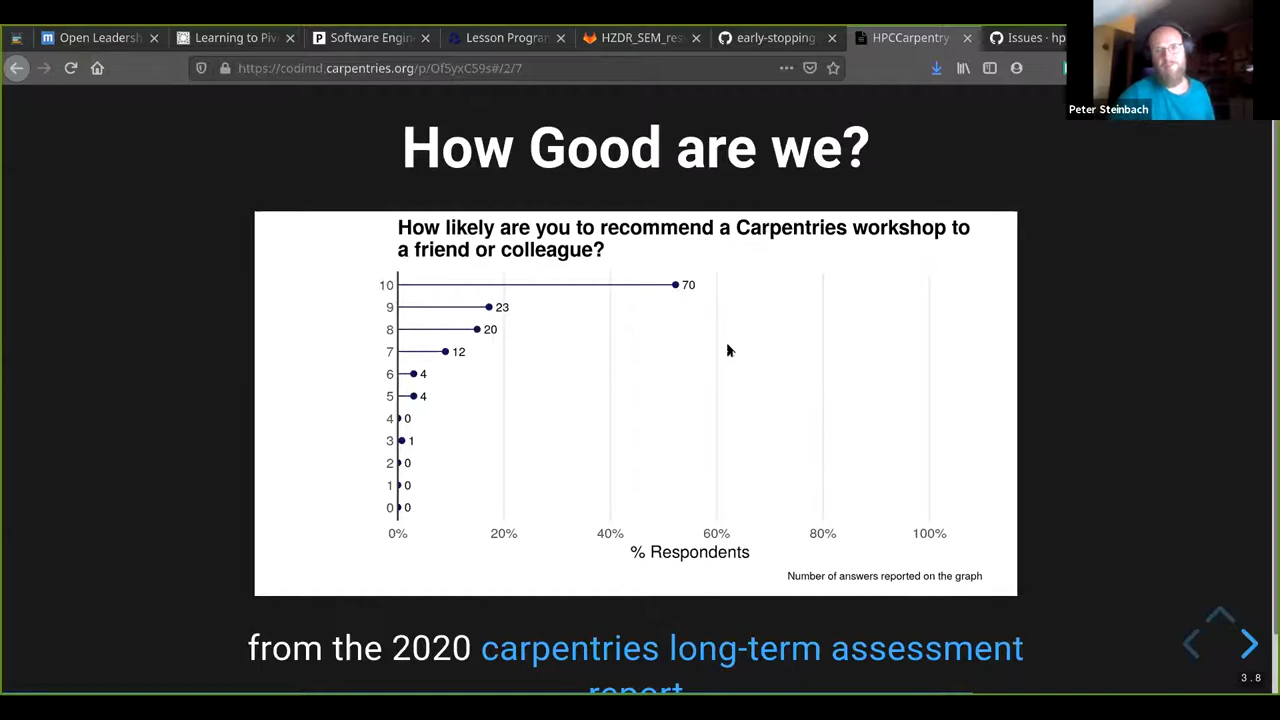 Open Leadersh
Learning to Piv
Software Engin
Lesson Program
HZDR_SEM_res
early-stopping
HPCCarpentry
Issues · hp
https://codimd.carpentries.org/p/Of5yxC59s#/2/7
Peter Steinbach
How Good are we?
How likely are you to recommend a Carpentries workshop to
a friend or colleague?
10 70
9 23
8 20
7 12
6 4
5 4
4 0
3 1
2 0
1 0
0 0
0% 20% 40% 60% 80% 100%
% Respondents
Number of answers reported on the graph
from the 2020 carpentries long-term assessment
report
3.8